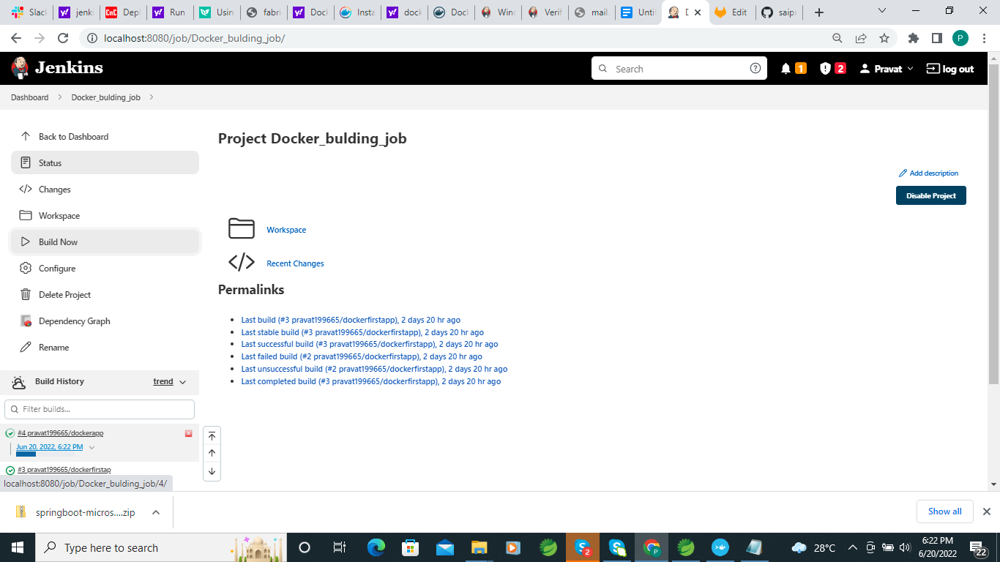 Slack
jenki
CnC
Depl
Run
Usin
fabri
Dock
Insta
dock
Dock
Winc
Verif
mail.
Untit
D
Edit
saip
localhost:8080/job/Docker_bulding_job/
P
Jenkins
Search
1
2
Pravat
log out
Dashboard
Docker_bulding_job
Back to Dashboard
Status
Changes
Workspace
Build Now
Configure
Delete Project
Dependency Graph
Rename
Project Docker_bulding_job
Add description
Disable Project
Workspace
Recent Changes
Permalinks
Last build (#3 pravat199665/dockerfirstapp), 2 days 20 hr ago
Last stable build (#3 pravat199665/dockerfirstapp), 2 days 20 hr ago
Last successful build (#3 pravat199665/dockerfirstapp), 2 days 20 hr ago
Last failed build (#2 pravat199665/dockerfirstapp), 2 days 20 hr ago
Last unsuccessful build (#2 pravat199665/dockerfirstapp), 2 days 20 hr ago
Last completed build (#3 pravat199665/dockerfirstapp), 2 days 20 hr ago
Build History
trend
Filter builds...
#4 pravat199665/dockerapp
Jun 20, 2022, 6:22 PM
#3 pravat199665/dockerfirstap
localhost:8080/job/Docker_bulding_job/4/
springboot-micros....zip
Show all
Type here to search
2
P
28°C
6:22 PM
6/20/2022
22